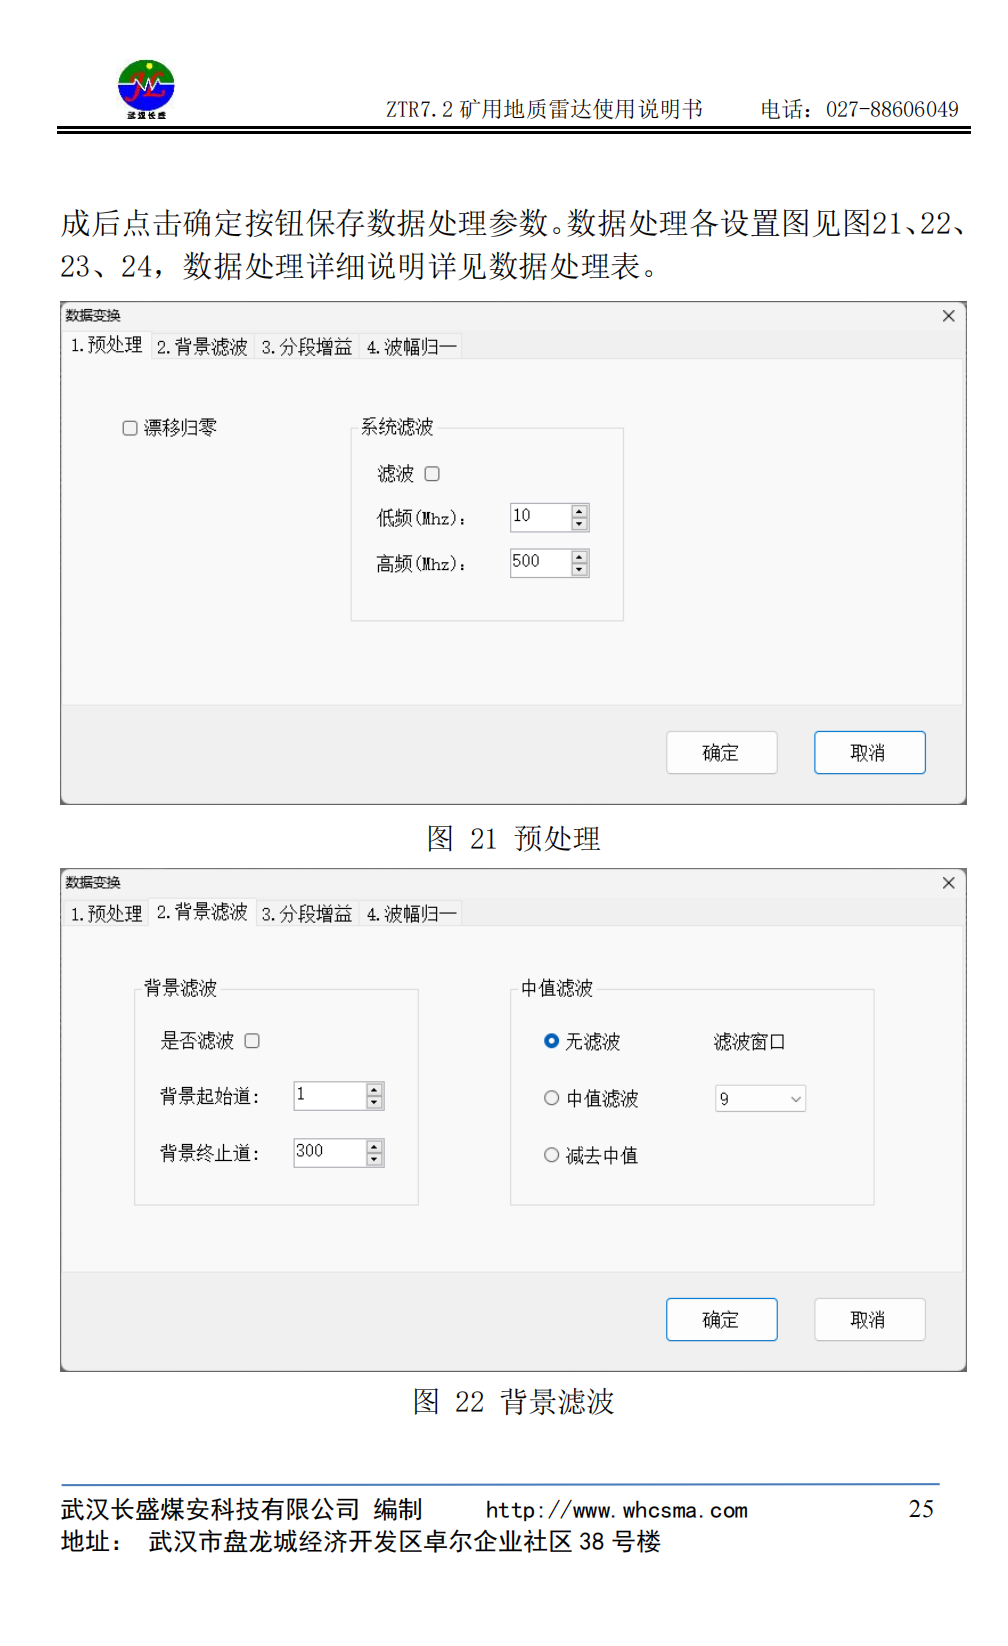 武汉长盛
ZTR7.2 矿用地质雷达使用说明书 电话：027-88606049
成后点击确定按钮保存数据处理参数。数据处理各设置图见图21、22、
23、24，数据处理详细说明详见数据处理表。
数据变换
1.预处理 2.背景滤波 3.分段增益 4.波幅归一
漂移归零 系统滤波
滤波
低频(Mhz): 10
高频(Mhz): 500
确定 取消
图 21 预处理
数据变换
1.预处理 2.背景滤波 3.分段增益 4.波幅归一
背景滤波 中值滤波
是否滤波 无滤波 滤波窗口
背景起始道: 1 中值滤波 9
背景终止道: 300 减去中值
确定 取消
图 22 背景滤波
武汉长盛煤安科技有限公司 编制 http://www.whcsma.com 25
地址： 武汉市盘龙城经济开发区卓尔企业社区 38 号楼